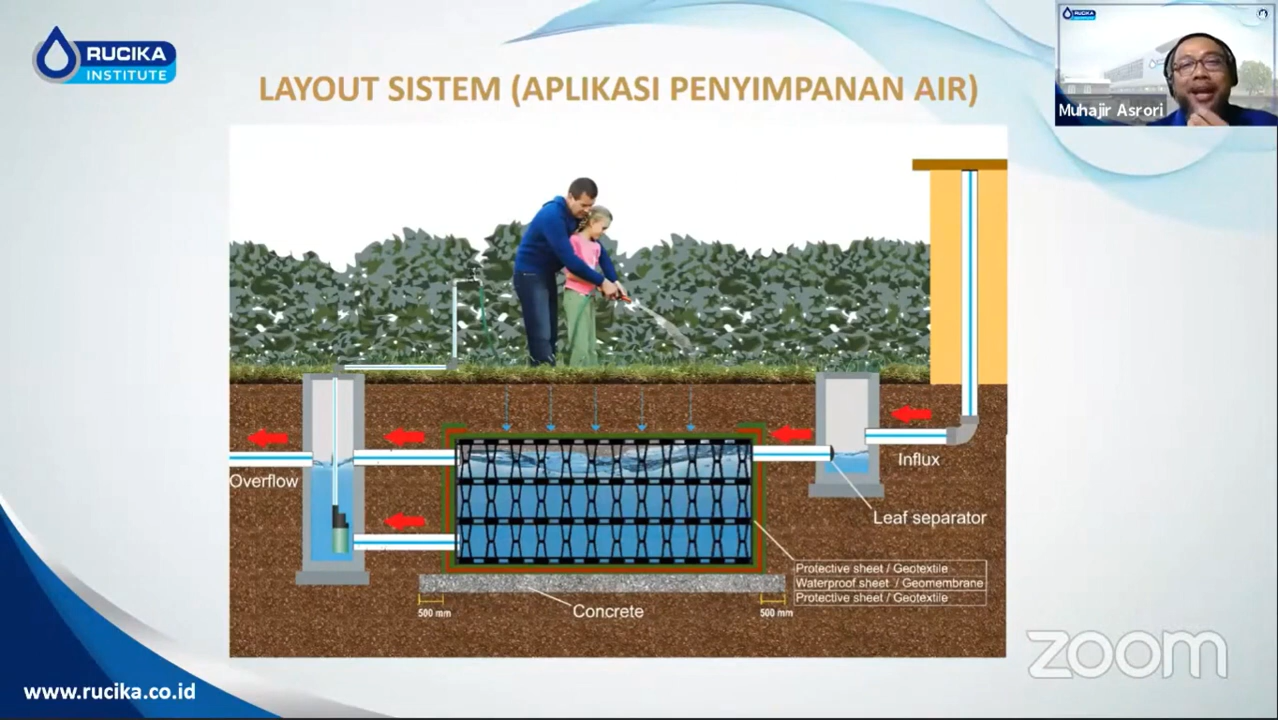 RUCIKA
INSTITUTE
LAYOUT SISTEM (APLIKASI PENYIMPANAN AIR)
RUCIKA
Muhajir Asrori
Overflow
Influx
Leaf separator
Protective sheet / Geotextile
Waterproof sheet / Geomembrane
Protective sheet / Geotextile
500 mm
Concrete
500 mm
zoom
www.rucika.co.id